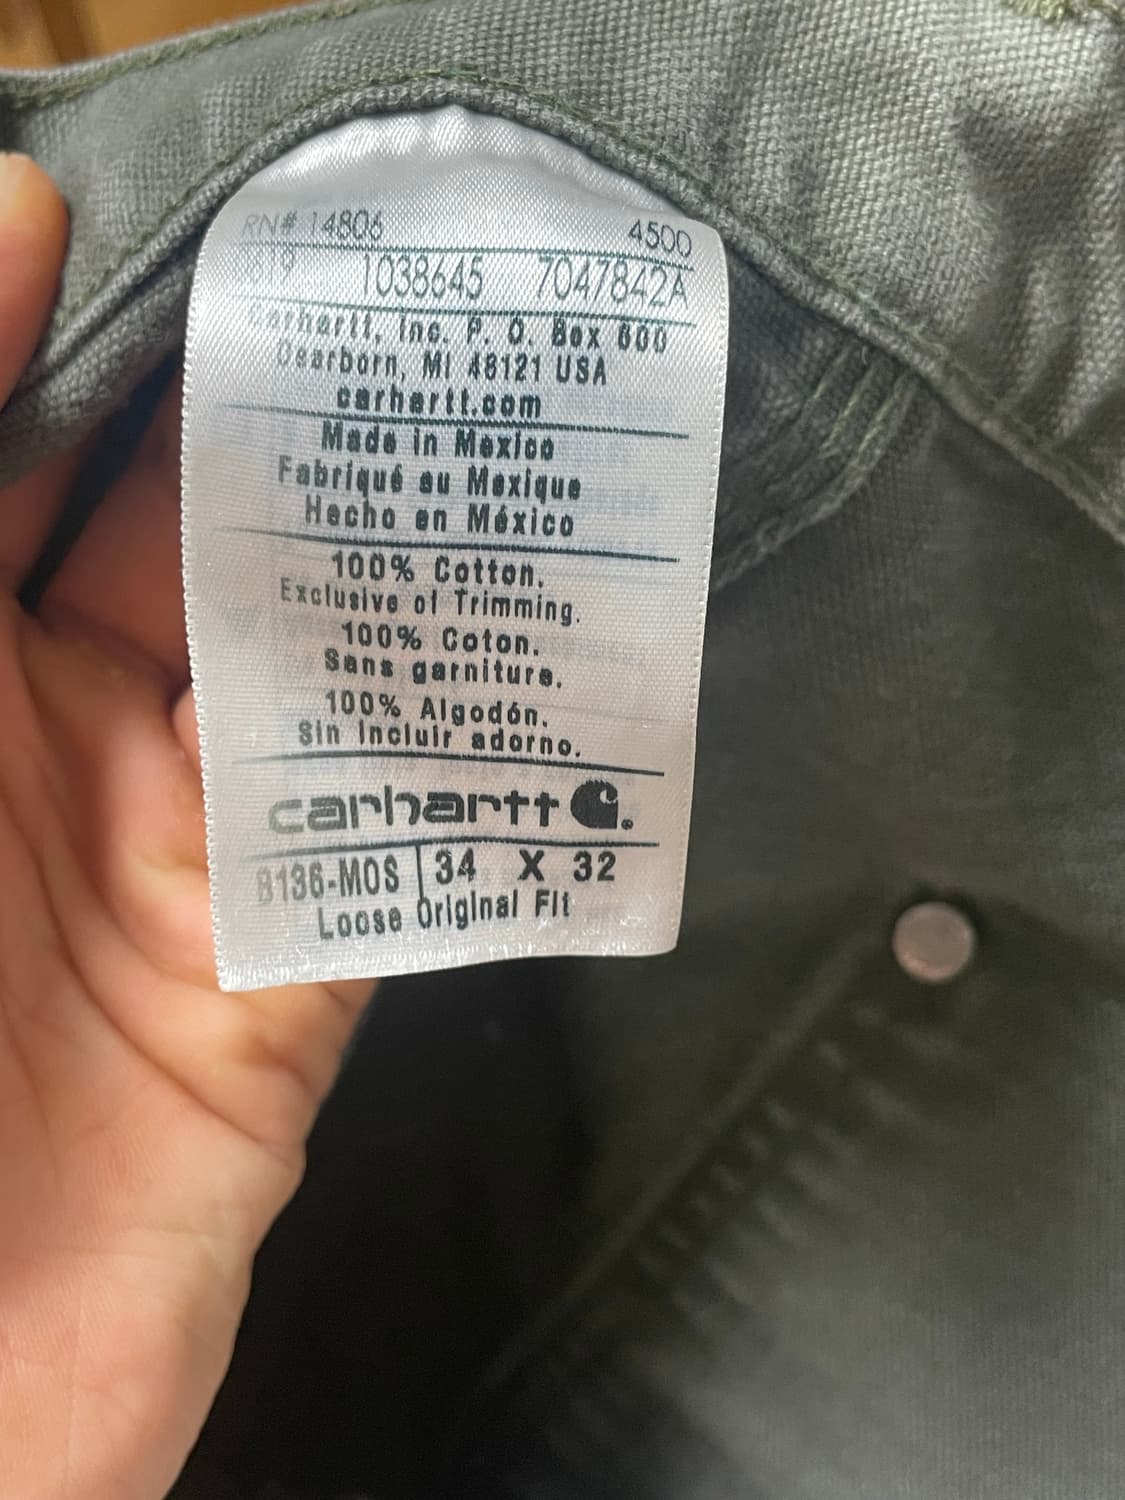 RN# 14806 4500
1038645 7047842A
Carhartt, Inc. P. O. Box 600
Dearborn, MI 48121 USA
carhartt.com
Made in Mexico
Fabriqué au Mexique
Hecho en México
100% Cotton.
Exclusive of Trimming.
100% Coton.
Sans garniture.
100% Algodón.
Sin Incluir adorno.
carhartt
B136-MOS 34 X 32
Loose Original Fit